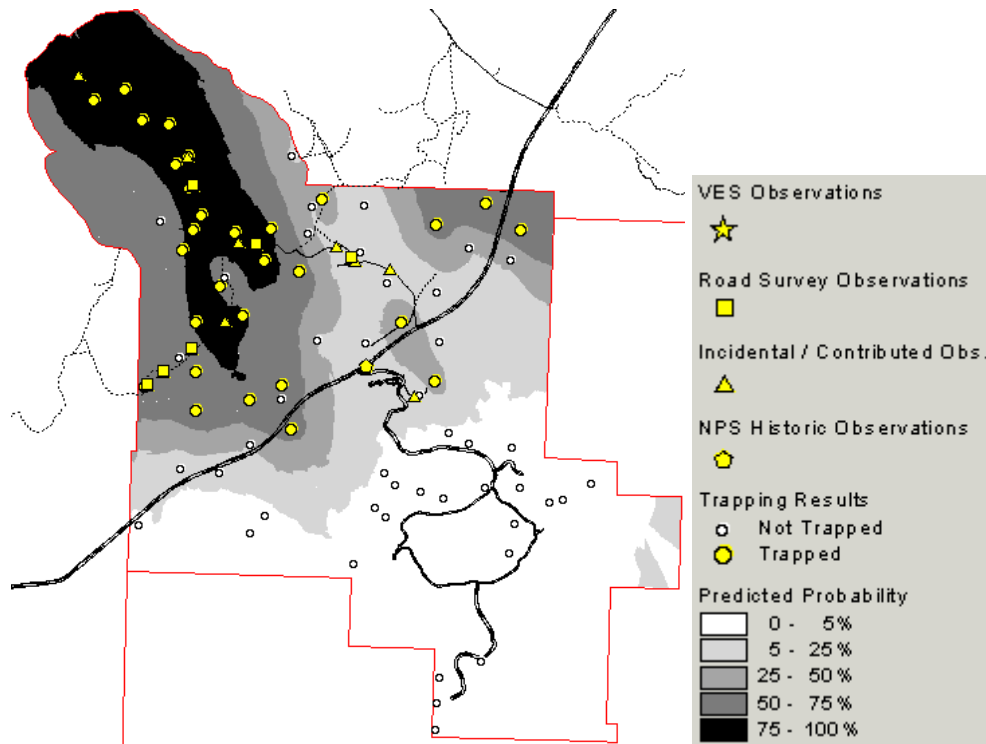 VES Observations
Road Survey Observations
Incidental / Contributed Obs.
NPS Historic Observations
Trapping Results
Not Trapped
Trapped
Predicted Probability
0 - 5%
5 - 25%
25 - 50%
50 - 75%
75 - 100%